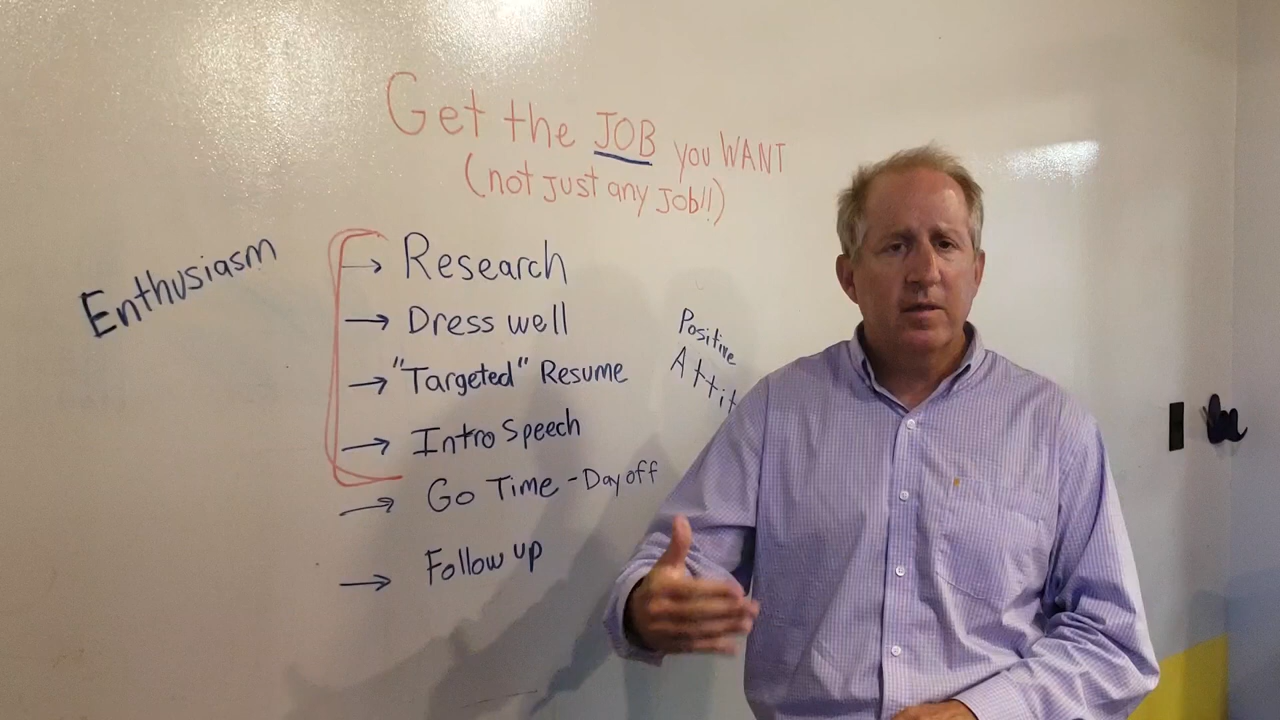 Get the JOB you WANT
(not just any Job!!)
Enthusiasm
→ Research
→ Dress well
→ "Targeted" Resume
→ Intro Speech
→ Go Time - Day off
→ Follow up
Positive